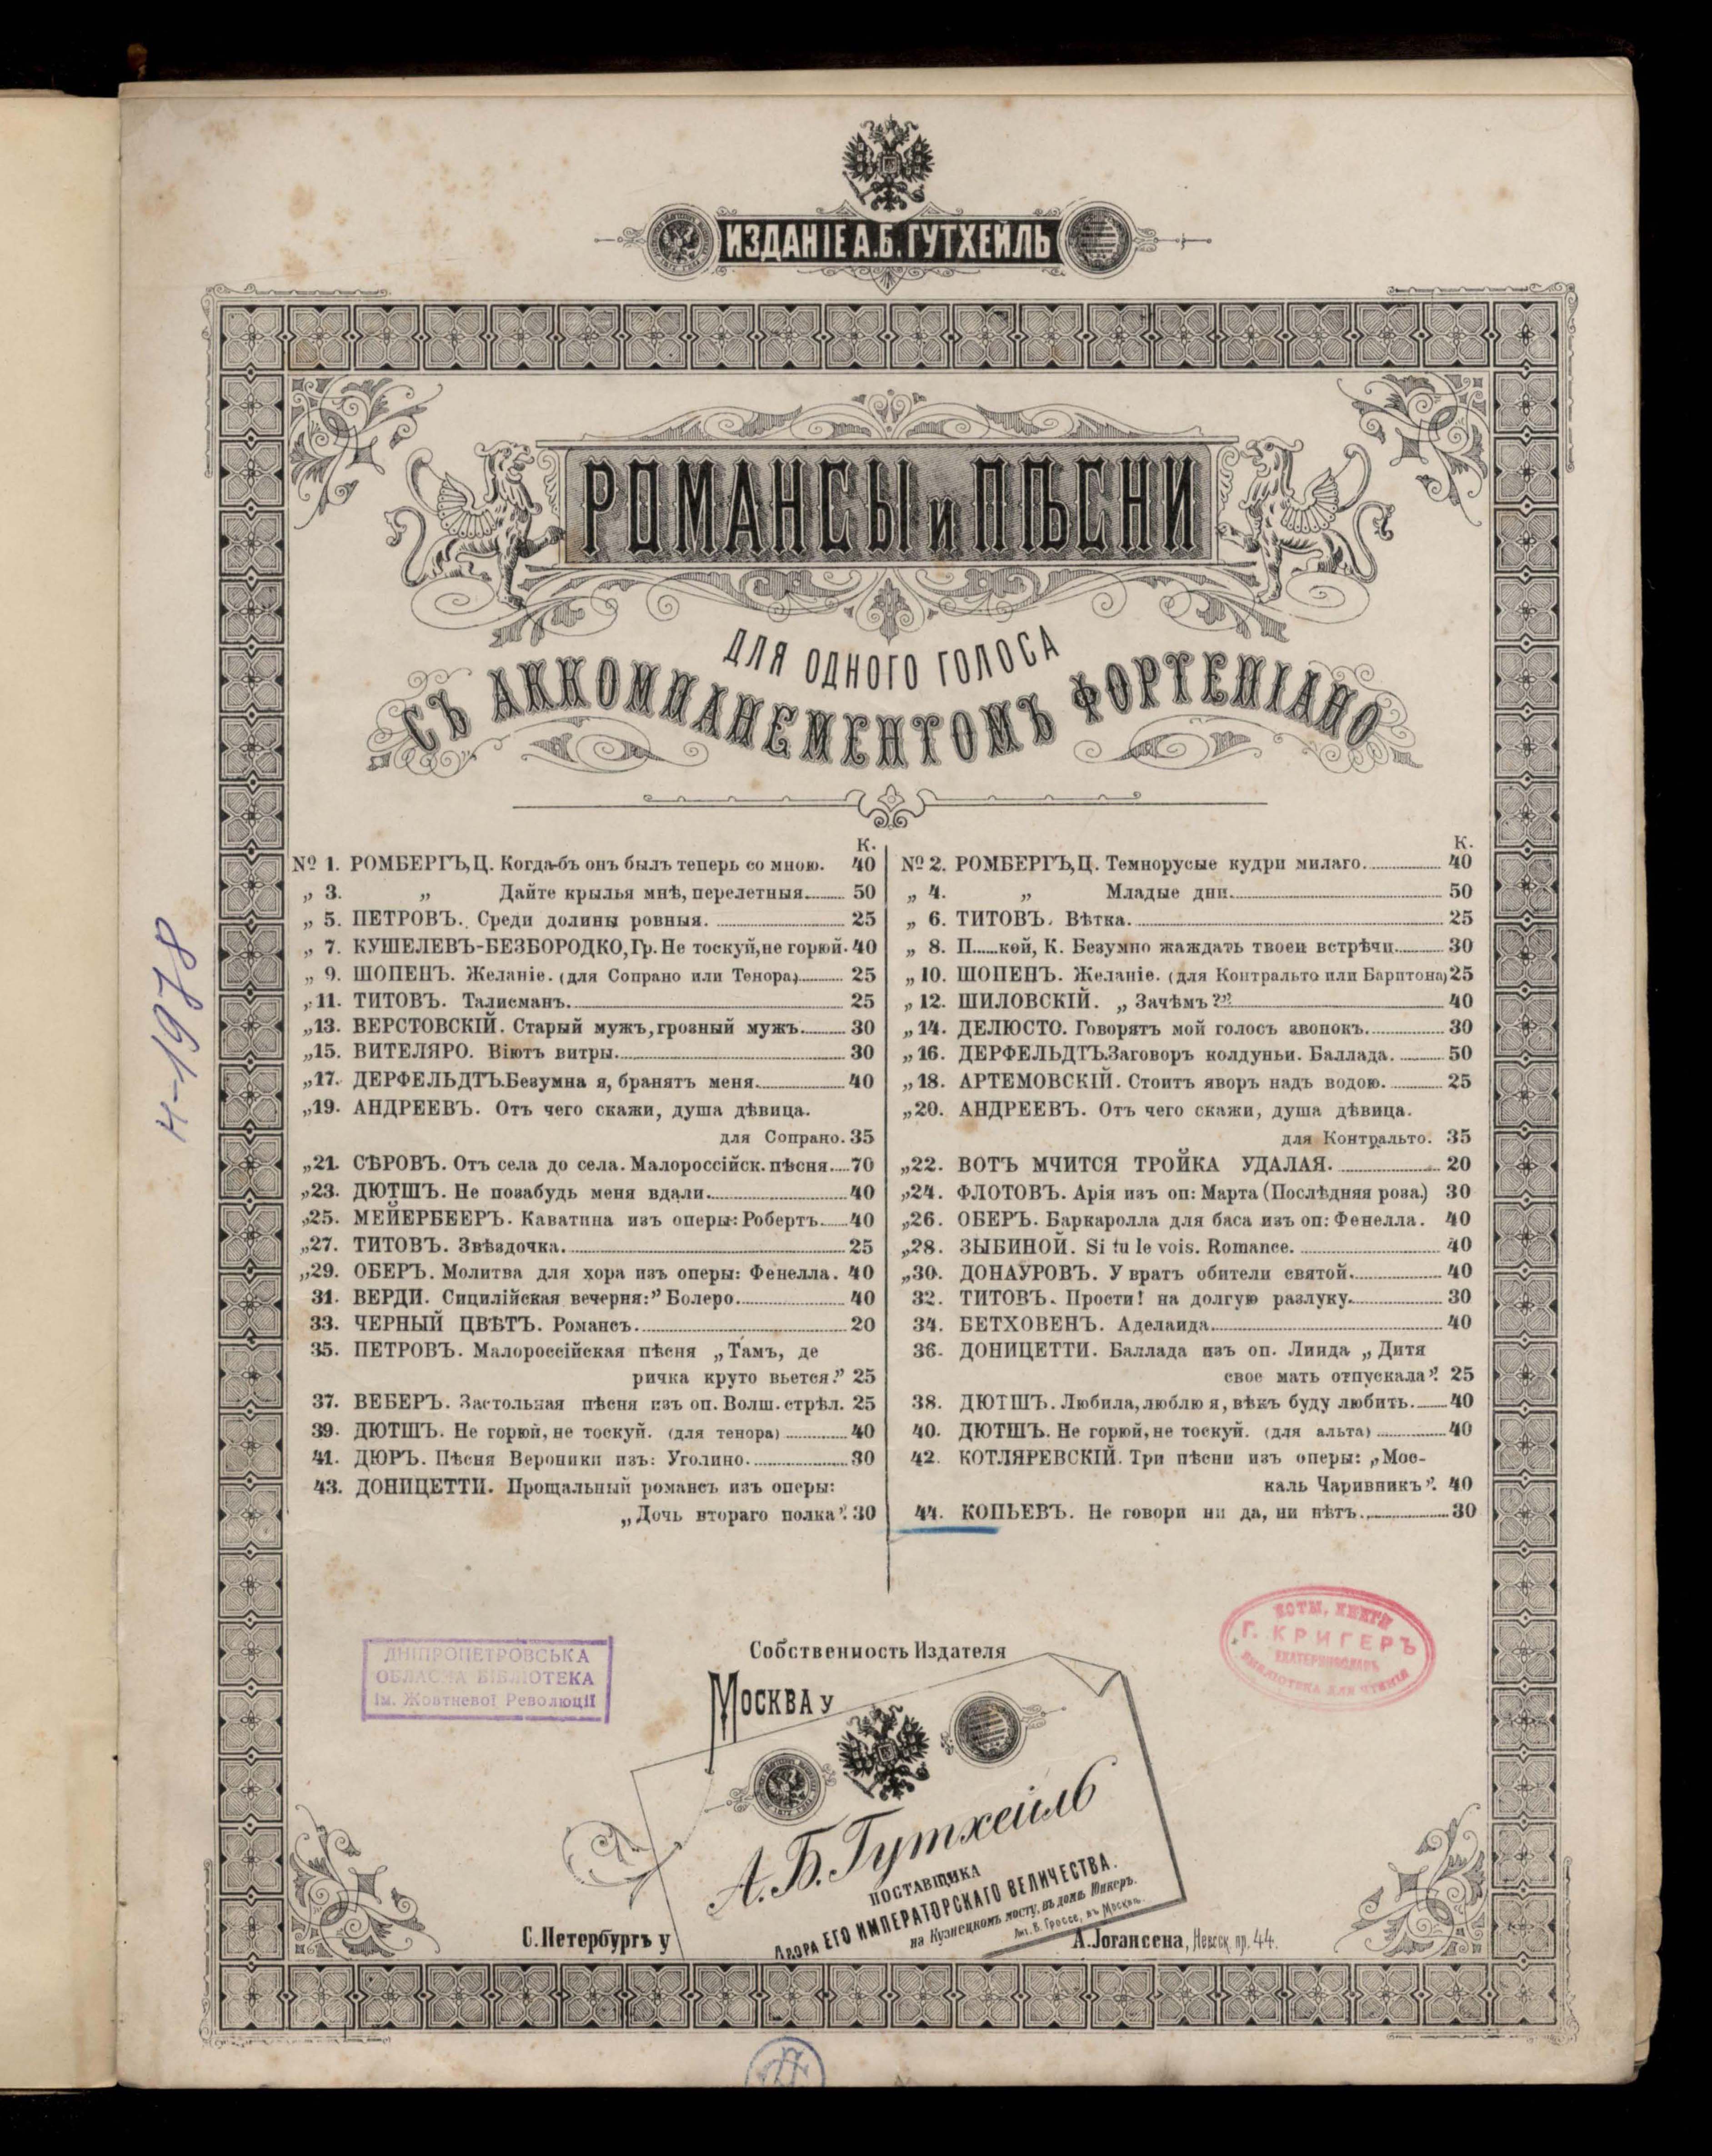 ИЗДАНІЕ А.Б. ГУТХЕЙЛЬ
РОМАНСЫ и ПѢСНИ
ДЛЯ ОДНОГО ГОЛОСА
СЪ АККОМПАНЕМЕНТОМЪ ФОРТЕПІАНО
К.
№ 1. РОМБЕРГЪ, Ц. Когда-бъ онъ былъ теперь со мною. 40
„ 3. „ Дайте крылья мнѣ, перелетныя. 50
„ 5. ПЕТРОВЪ. Среди долины ровныя. 25
„ 7. КУШЕЛЕВЪ-БЕЗБОРОДКО, Гр. Не тоскуй, не горюй. 40
„ 9. ШОПЕНЪ. Желаніе. (для Сопрано или Тенора) 25
„ 11. ТИТОВЪ. Талисманъ. 25
„ 13. ВЕРСТОВСКІЙ. Старый мужъ, грозный мужъ. 30
„ 15. ВИТЕЛЯРО. Віютъ витры. 30
„ 17. ДЕРФЕЛЬДТЪ. Безумна я, бранятъ меня. 40
„ 19. АНДРЕЕВЪ. Отъ чего скажи, душа дѣвица.
для Сопрано. 35
„ 21. СѢРОВЪ. Отъ села до села. Малороссійск. пѣсня. 70
„ 23. ДЮТШЪ. Не позабудь меня вдали. 40
„ 25. МЕЙЕРБЕЕРЪ. Каватина изъ оперы: Робертъ. 40
„ 27. ТИТОВЪ. Звѣздочка. 25
„ 29. ОБЕРЪ. Молитва для хора изъ оперы: Фенелла. 40
31. ВЕРДИ. Сицилійская вечерня:” Болеро. 40
33. ЧЕРНЫЙ ЦВѢТЪ. Романсъ. 20
35. ПЕТРОВЪ. Малороссійская пѣсня „Тамъ, де
ричка круто вьется.” 25
37. ВЕБЕРЪ. Застольная пѣсня изъ оп. Волш. стрѣл. 25
39. ДЮТШЪ. Не горюй, не тоскуй. (для тенора) 40
41. ДЮРЪ. Пѣсня Вероники изъ: Уголино. 30
43. ДОНИЦЕТТИ. Прощальный романсъ изъ оперы:
„Дочь втораго полка”. 30
К.
№ 2. РОМБЕРГЪ, Ц. Темнорусые кудри милаго. 40
„ 4. „ Младые дни. 50
„ 6. ТИТОВЪ. Вѣтка. 25
„ 8. П......кой, К. Безумно жаждать твоей встрѣчи. 30
„ 10. ШОПЕНЪ. Желаніе. (для Контральто или Баритона) 25
„ 12. ШИЛОВСКІЙ. „Зачѣмъ?” 40
„ 14. ДЕЛЮСТО. Говорятъ мой голосъ звонокъ. 30
„ 16. ДЕРФЕЛЬДТЪ. Заговоръ колдуньи. Баллада. 50
„ 18. АРТЕМОВСКІЙ. Стоитъ яворъ надъ водою. 25
„ 20. АНДРЕЕВЪ. Отъ чего скажи, душа дѣвица.
для Контральто. 35
„ 22. ВОТЪ МЧИТСЯ ТРОЙКА УДАЛАЯ. 20
„ 24. ФЛОТОВЪ. Арія изъ оп: Марта (Послѣдняя роза.) 30
„ 26. ОБЕРЪ. Баркаролла для баса изъ оп: Фенелла. 40
„ 28. ЗЫБИНОЙ. Si tu le vois. Romance. 40
„ 30. ДОНАУРОВЪ. У вратъ обители святой. 40
32. ТИТОВЪ. Прости! на долгую разлуку. 30
34. БЕТХОВЕНЪ. Аделаида. 40
36. ДОНИЦЕТТИ. Баллада изъ оп. Линда „Дитя
свое мать отпускала”. 25
38. ДЮТШЪ. Любила, люблю я, вѣкъ буду любить. 40
40. ДЮТШЪ. Не горюй, не тоскуй. (для альта) 40
42. КОТЛЯРЕВСКІЙ. Три пѣсни изъ оперы: „Мос-
каль Чаривникъ”. 40
44. КОПЬЕВЪ. Не говори ни да, ни нѣтъ. 30
Н-1978
ДНІПРОПЕТРОВСЬКА
ОБЛАСНА БІБЛІОТЕКА
ім. Жовтневої Революції
НОТЫ, КНИГИ
Г. КРИГЕРЪ
ЕКАТЕРИНОСЛАВЪ
БИБЛІОТЕКА ДЛЯ ЧТЕНІЯ
Собственность Издателя
МОСКВА у
А. Б. Гутхейль
ПОСТАВЩИКА
ДВОРА ЕГО ИМПЕРАТОРСКАГО ВЕЛИЧЕСТВА.
на Кузнецкомъ мосту, въ домѣ Юнкеръ.
Лит. В. Гроссе, въ Москвѣ.
С. Петербургъ у
А. Іогансена, Невск. пр. 44.